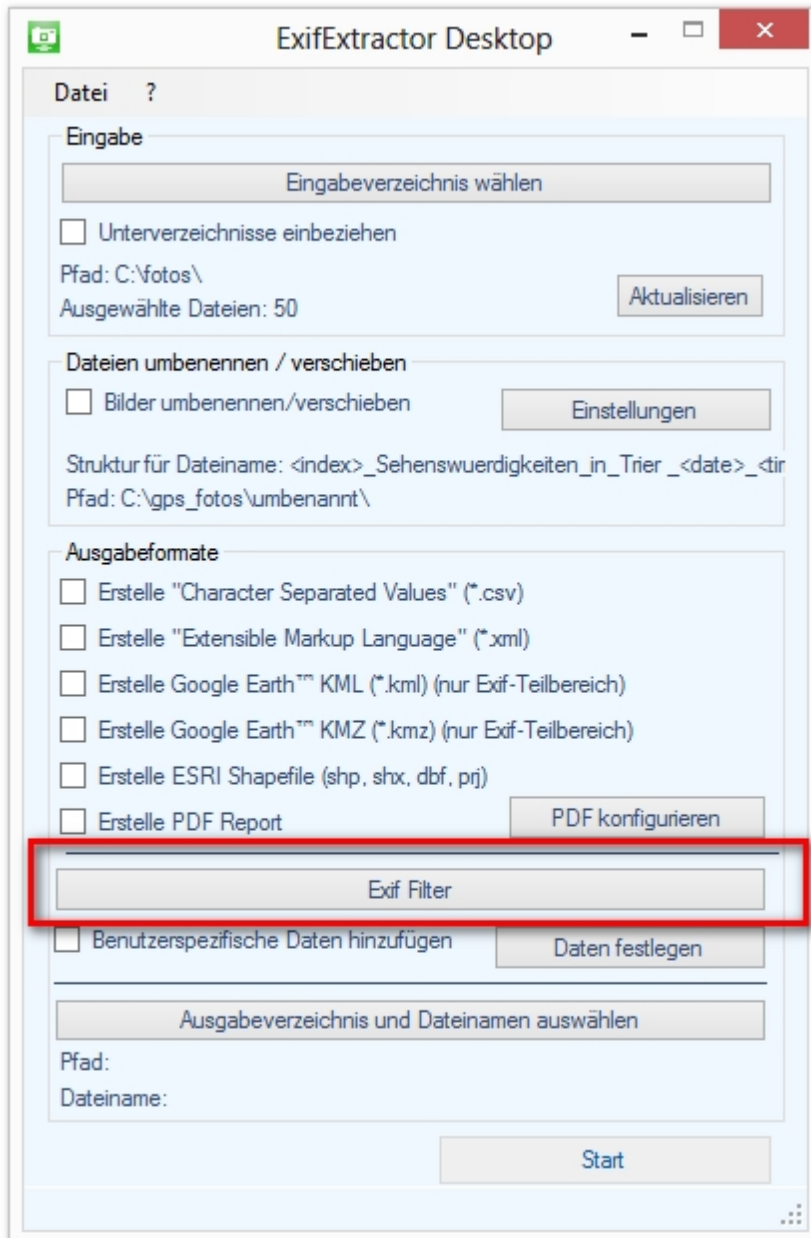 ExifExtractor Desktop
Datei ?
Eingabe
Eingabeverzeichnis wählen
Unterverzeichnisse einbeziehen
Pfad: C:\fotos\
Ausgewählte Dateien: 50
Aktualisieren
Dateien umbenennen / verschieben
Bilder umbenennen/verschieben
Einstellungen
Struktur für Dateiname: <index>_Sehenswuerdigkeiten_in_Trier _<date>_<tir
Pfad: C:\gps_fotos\umbenannt\
Ausgabeformate
Erstelle "Character Separated Values" (*.csv)
Erstelle "Extensible Markup Language" (*.xml)
Erstelle Google Earth™ KML (*.kml) (nur Exif-Teilbereich)
Erstelle Google Earth™ KMZ (*.kmz) (nur Exif-Teilbereich)
Erstelle ESRI Shapefile (shp, shx, dbf, prj)
Erstelle PDF Report
PDF konfigurieren
Exif Filter
Benutzerspezifische Daten hinzufügen
Daten festlegen
Ausgabeverzeichnis und Dateinamen auswählen
Pfad:
Dateiname:
Start